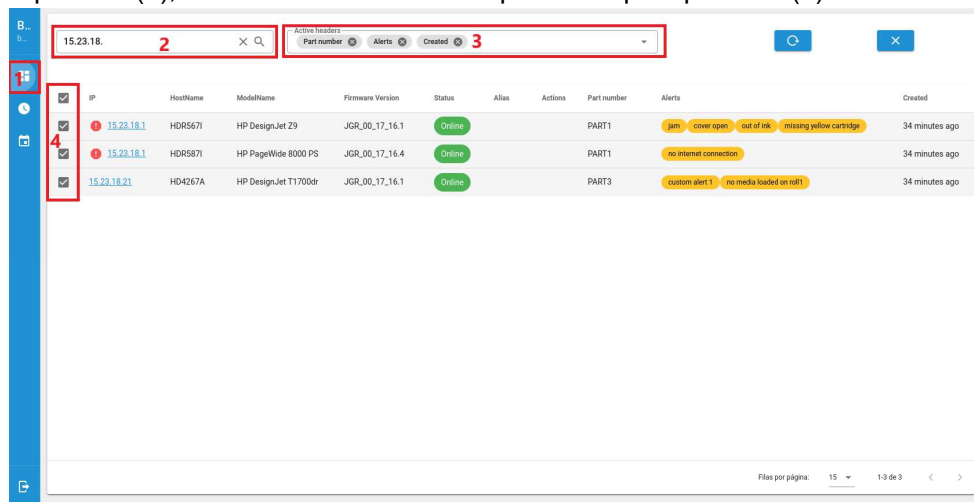 B...
b...
1
15.23.18.
2
Active headers
Part number Alerts Created
3
4
IP HostName ModelName Firmware Version Status Alias Actions Part number Alerts Created
15.23.18.1 HDR567I HP DesignJet Z9 JGR_00_17_16.1 Online PART1 jam cover open out of ink missing yellow cartridge 34 minutes ago
15.23.18.1 HDR587I HP PageWide 8000 PS JGR_00_17_16.4 Online PART1 no internet connection 34 minutes ago
15.23.18.21 HD4267A HP DesignJet T1700dr JGR_00_17_16.1 Online PART3 custom alert 1 no media loaded on roll1 34 minutes ago
Filas por página: 15 1-3 de 3